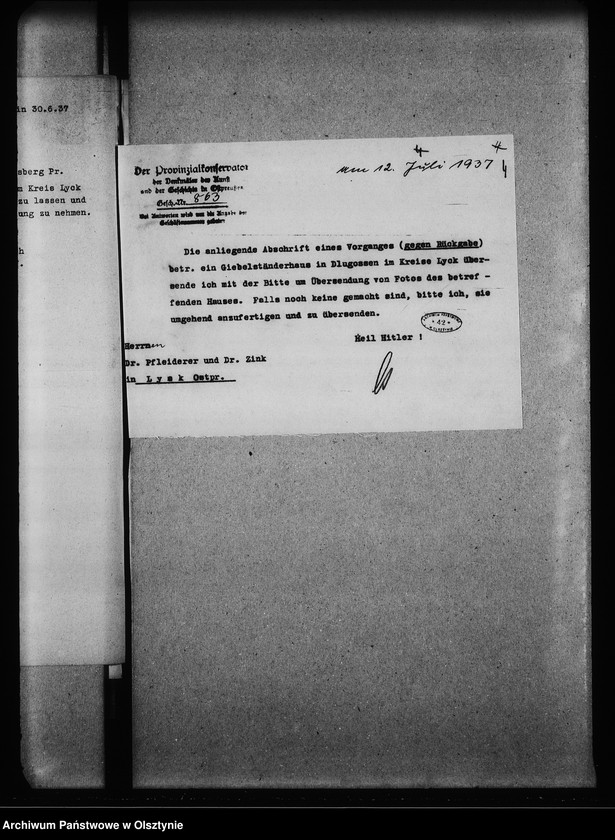 in 30.6.37
sberg Pr.
m Kreis Lyck
zu lassen und
ung zu nehmen.
h
Der Provinzialkonservator
der Denkmäler der Kunst
und der Geschichte in Ostpreußen
Gesch.-Nr. 863
Bei Antworten wird um die Angabe der
Geschäftsnummer gebeten
am 12. Juli 1937
Die anliegende Abschrift eines Vorganges (gegen Rückgabe)
betr. ein Giebelständerhaus in Dlugossen im Kreise Lyck über-
sende ich mit der Bitte um Übersendung von Fotos des betref -
fenden Hauses. Falls noch keine gemacht sind, bitte ich, sie
umgehend anzufertigen und zu übersenden.
Heil Hitler !
42
Herrnen
Dr. Pfleiderer und Dr. Zink
in L y c k Ostpr.
Archiwum Państwowe w Olsztynie